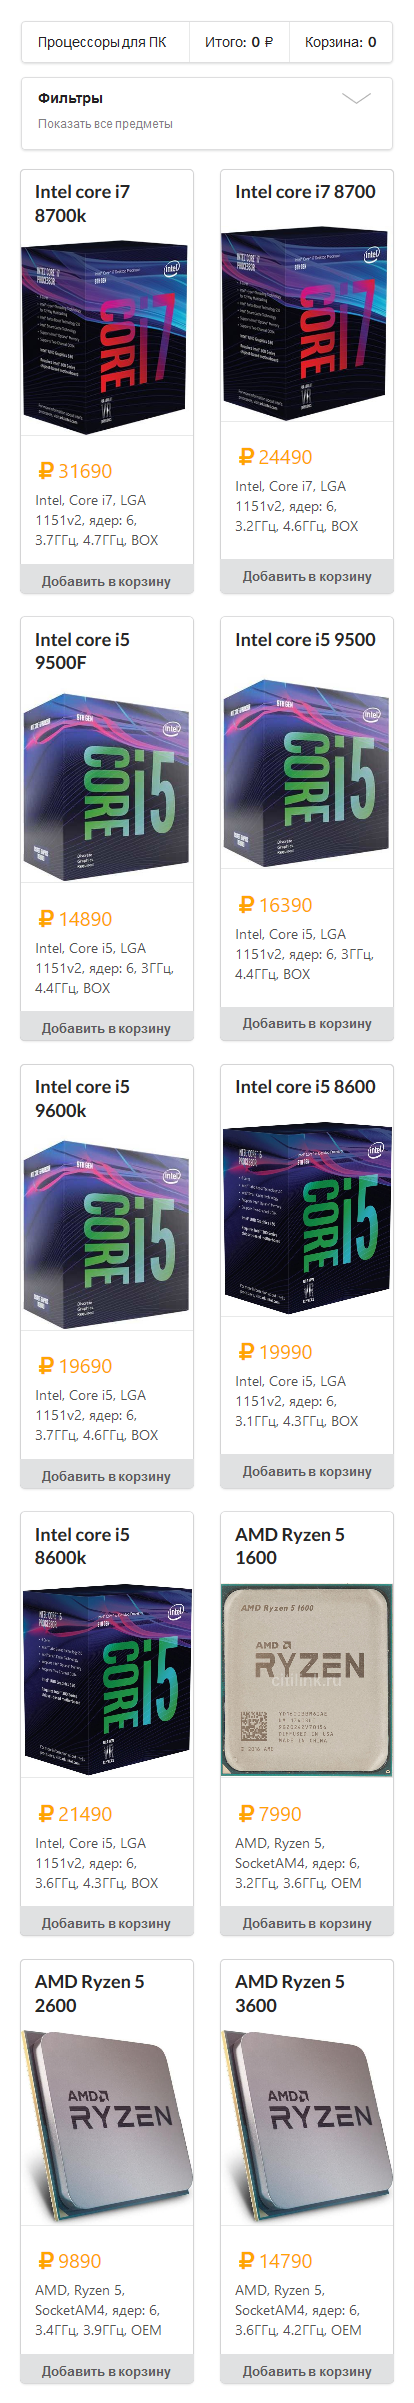 Процессоры для ПК
Итого: 0 ₽
Корзина: 0
Фильтры
Показать все предметы
Intel core i7
8700k
intel
CORE i7
₽ 31690
Intel, Core i7, LGA
1151v2, ядер: 6,
3.7ГГц, 4.7ГГц, BOX
Добавить в корзину
Intel core i7 8700
intel
CORE i7
₽ 24490
Intel, Core i7, LGA
1151v2, ядер: 6,
3.2ГГц, 4.6ГГц, BOX
Добавить в корзину
Intel core i5
9500F
intel
CORE i5
₽ 14890
Intel, Core i5, LGA
1151v2, ядер: 6, 3ГГц,
4.4ГГц, BOX
Добавить в корзину
Intel core i5 9500
intel
CORE i5
₽ 16390
Intel, Core i5, LGA
1151v2, ядер: 6, 3ГГц,
4.4ГГц, BOX
Добавить в корзину
Intel core i5
9600k
intel
CORE i5
₽ 19690
Intel, Core i5, LGA
1151v2, ядер: 6,
3.7ГГц, 4.6ГГц, BOX
Добавить в корзину
Intel core i5 8600
intel
CORE i5
₽ 19990
Intel, Core i5, LGA
1151v2, ядер: 6,
3.1ГГц, 4.3ГГц, BOX
Добавить в корзину
Intel core i5
8600k
intel
CORE i5
₽ 21490
Intel, Core i5, LGA
1151v2, ядер: 6,
3.6ГГц, 4.3ГГц, BOX
Добавить в корзину
AMD Ryzen 5
1600
AMD Ryzen 5 1600
AMD
RYZEN
citilink.ru
© 2016 AMD
₽ 7990
AMD, Ryzen 5,
SocketAM4, ядер: 6,
3.2ГГц, 3.6ГГц, OEM
Добавить в корзину
AMD Ryzen 5
2600
AMD
RYZEN
₽ 9890
AMD, Ryzen 5,
SocketAM4, ядер: 6,
3.4ГГц, 3.9ГГц, OEM
Добавить в корзину
AMD Ryzen 5
3600
AMD
RYZEN
₽ 14790
AMD, Ryzen 5,
SocketAM4, ядер: 6,
3.6ГГц, 4.2ГГц, OEM
Добавить в корзину